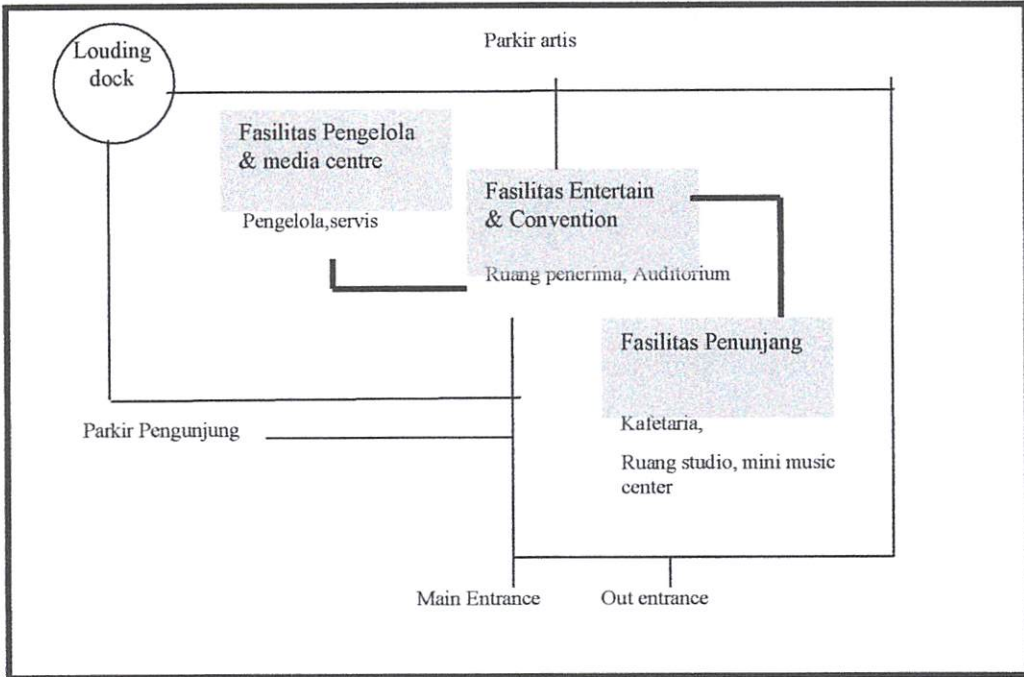 Louding
dock
Parkir artis
Fasilitas Pengelola
& media centre
Pengelola,servis
Fasilitas Entertain
& Convention
Ruang penerima, Auditorium
Fasilitas Penunjang
Kafetaria,
Ruang studio, mini music
center
Parkir Pengunjung
Main Entrance
Out entrance